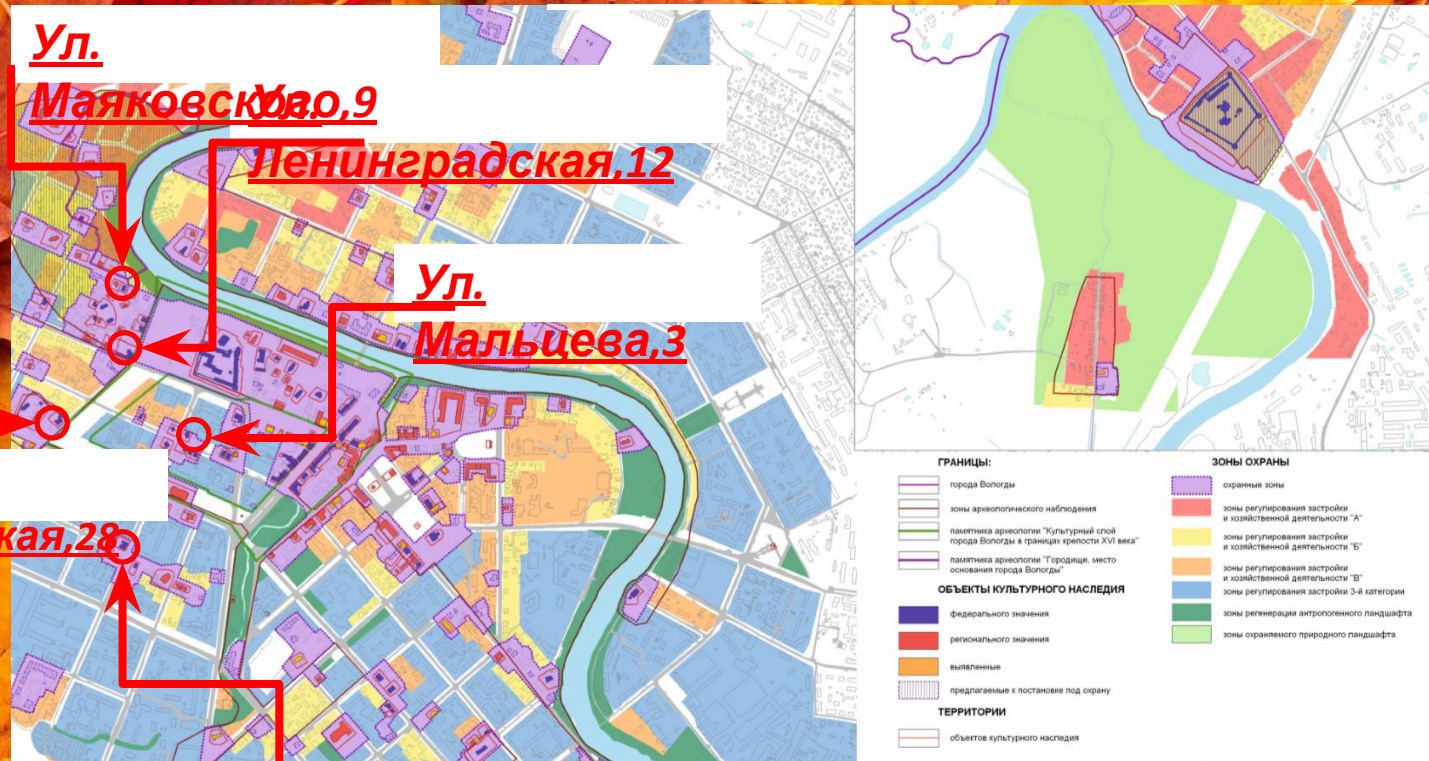 Ул.
Маяковского,9
Ул.
Ленинградская,12
Ул.
Мальцева,3
кая,28
ГРАНИЦЫ:
города Вологды
зоны археологического наблюдения
памятника археологии "Культурный слой
города Вологды в границах крепости XVI века"
памятника археологии "Городище, место
основания города Вологды"
ОБЪЕКТЫ КУЛЬТУРНОГО НАСЛЕДИЯ
федерального значения
регионального значения
выявленные
предлагаемые к постановке под охрану
ТЕРРИТОРИИ
объектов культурного наследия
ЗОНЫ ОХРАНЫ
охранные зоны
зоны регулирования застройки
и хозяйственной деятельности "А"
зоны регулирования застройки
и хозяйственной деятельности "Б"
зоны регулирования застройки
и хозяйственной деятельности "В"
зоны регулирования застройки 3-й категории
зоны регенерации антропогенного ландшафта
зоны охраняемого природного ландшафта